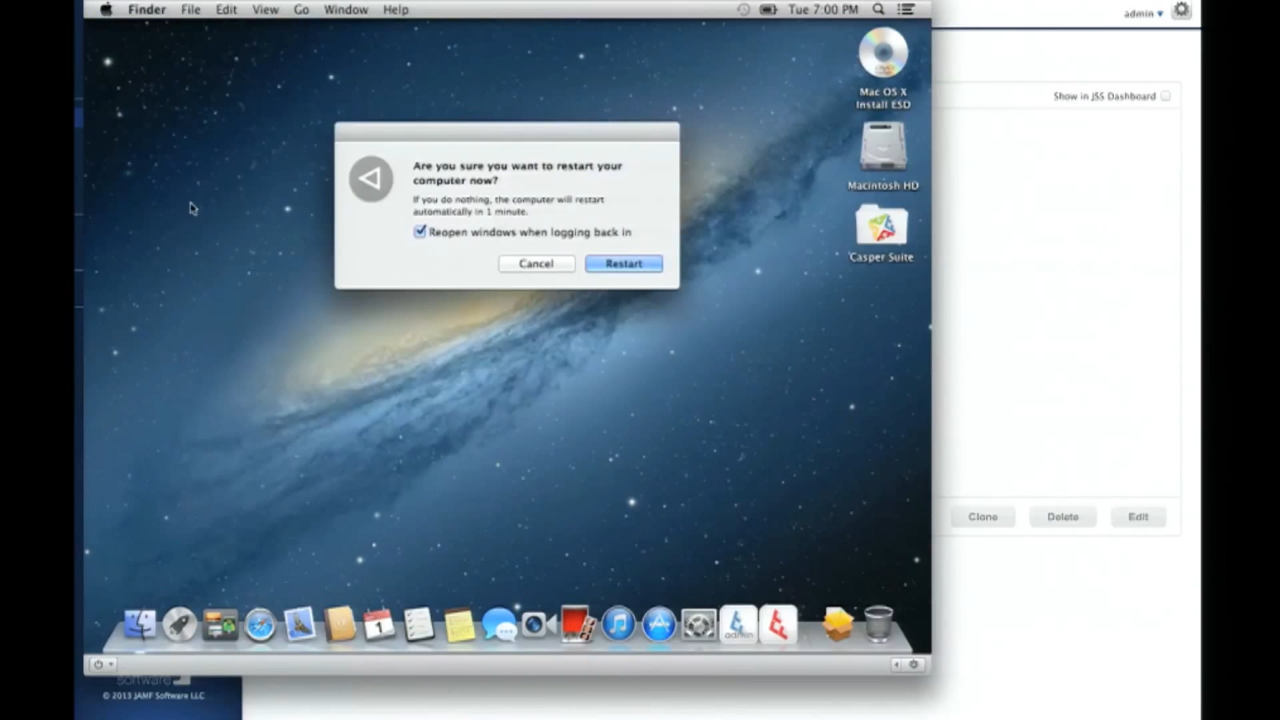 Finder File Edit View Go Window Help Tue 7:00 PM
admin
Mac OS X
Install ESD
Show in JSS Dashboard
Are you sure you want to restart your
computer now?
If you do nothing, the computer will restart
automatically in 1 minute.
Reopen windows when logging back in
Cancel Restart
Macintosh HD
Casper Suite
Clone Delete Edit
1
admin
software
© 2013 JAMF Software LLC